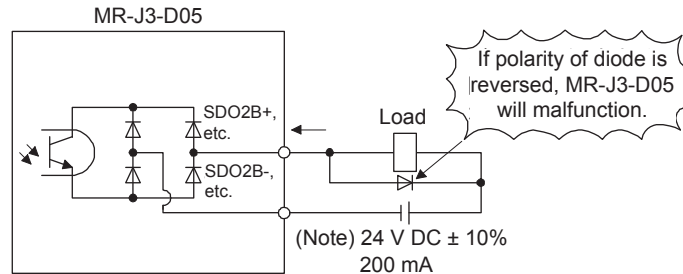 MR-J3-D05
If polarity of diode is
reversed, MR-J3-D05
will malfunction.
SDO2B+,
etc.
Load
SDO2B-,
etc.
(Note) 24 V DC ± 10%
200 mA